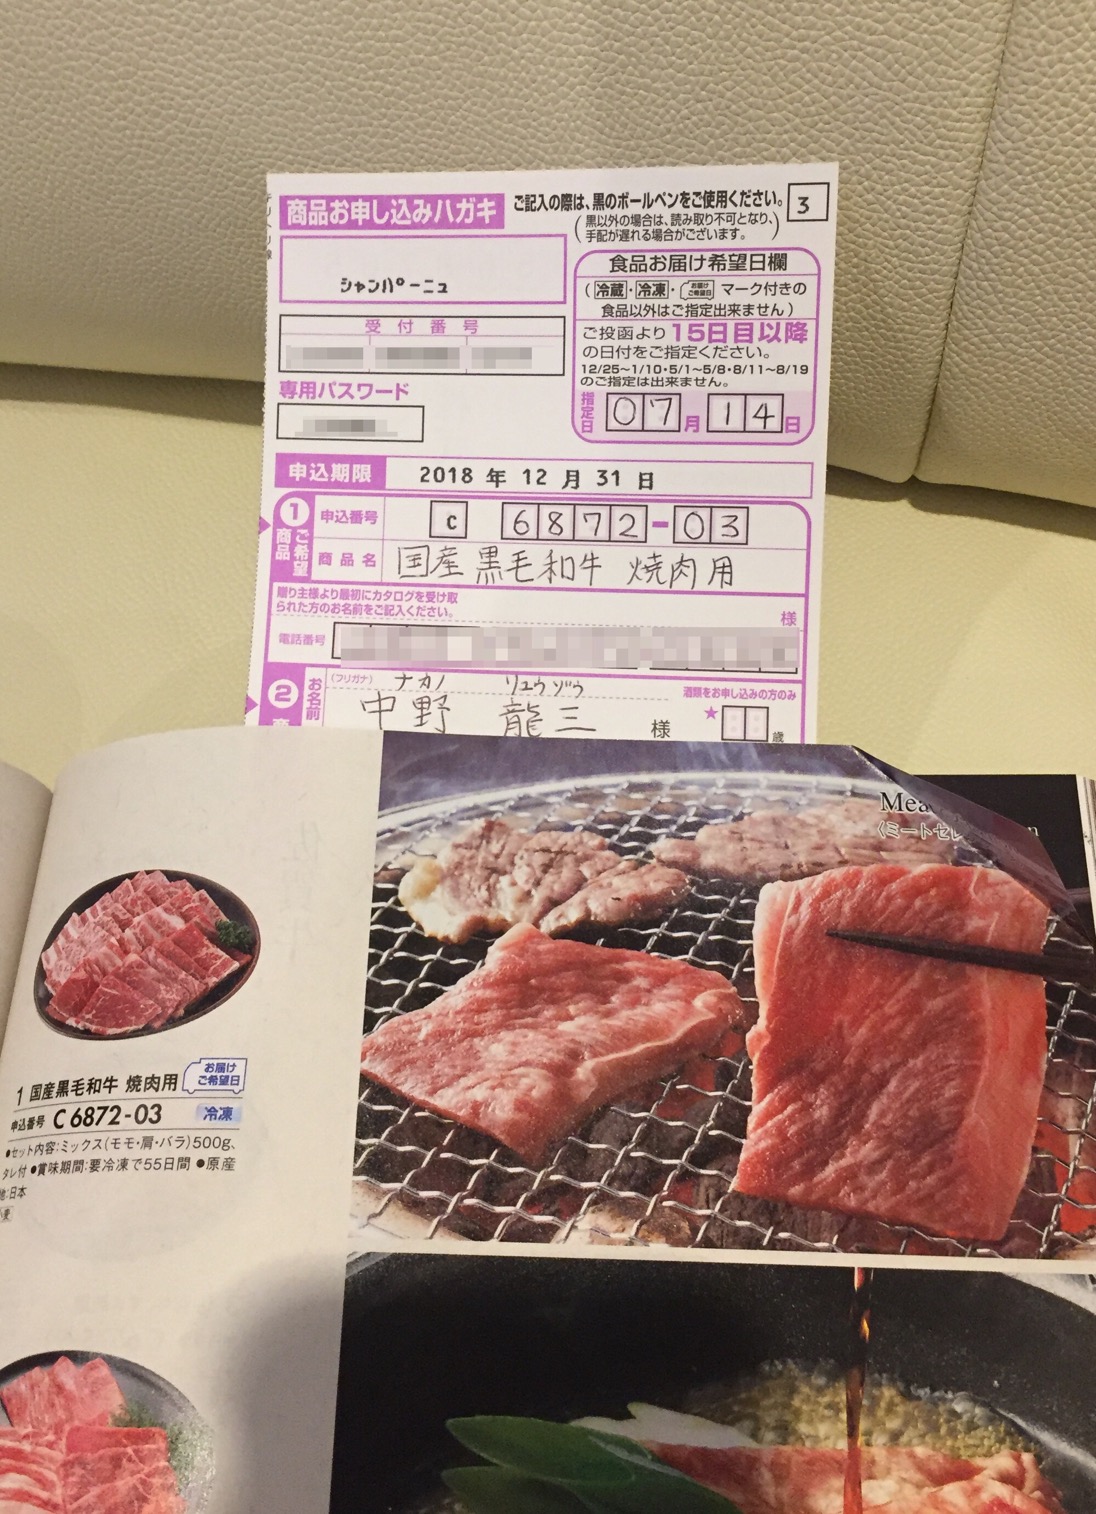 商品お申し込みハガキ
ご記入の際は、黒のボールペンをご使用ください。
(黒以外の場合は、読み取り不可となり、
手配が遅れる場合がございます。)
3
シャンパーニュ
受付番号
専用パスワード
食品お届け希望日欄
(冷蔵・冷凍・お届けご希望日マーク付きの
食品以外はご指定出来ません)
ご投函より15日目以降
の日付をご指定ください。
12/25~1/10・5/1~5/8・8/11~8/19
のご指定は出来ません。
指定日 07月14日
申込期限 2018年12月31日
1 ご希望商品
申込番号 C 6872-03
商品名 国産黒毛和牛 焼肉用
贈り主様より最初にカタログを受け取
られた方のお名前をご記入ください。
様
電話番号
2
お名前
(フリガナ) ナカノ リュウゾウ
中野 龍三 様
酒類をお申し込みの方のみ
★ 歳
1 国産黒毛和牛 焼肉用 お届けご希望日
申込番号 C6872-03 冷凍
●セット内容:ミックス(モモ・肩・バラ)500g、
タレ付 ●賞味期間:要冷凍で55日間 ●原産
地:日本